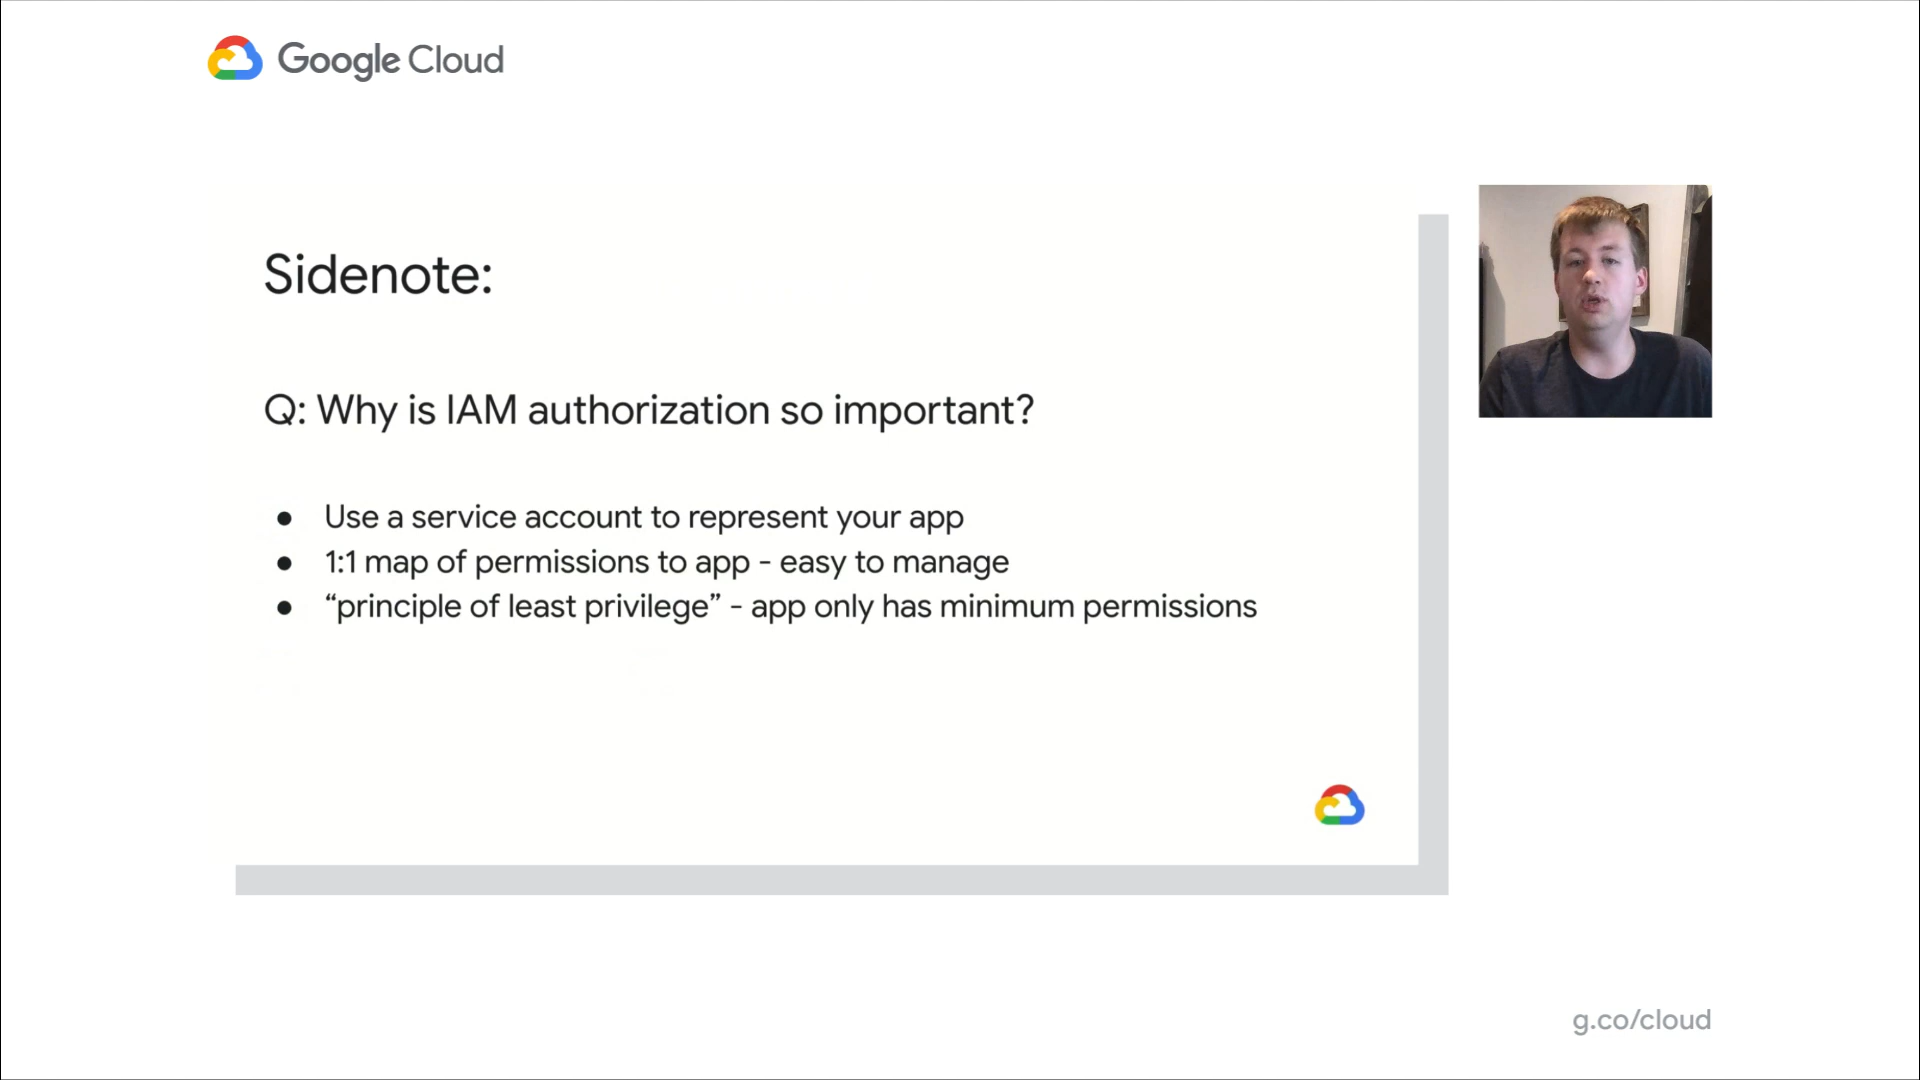 Google Cloud
Sidenote:
Q: Why is IAM authorization so important?
● Use a service account to represent your app
● 1:1 map of permissions to app - easy to manage
● “principle of least privilege” - app only has minimum permissions
g.co/cloud